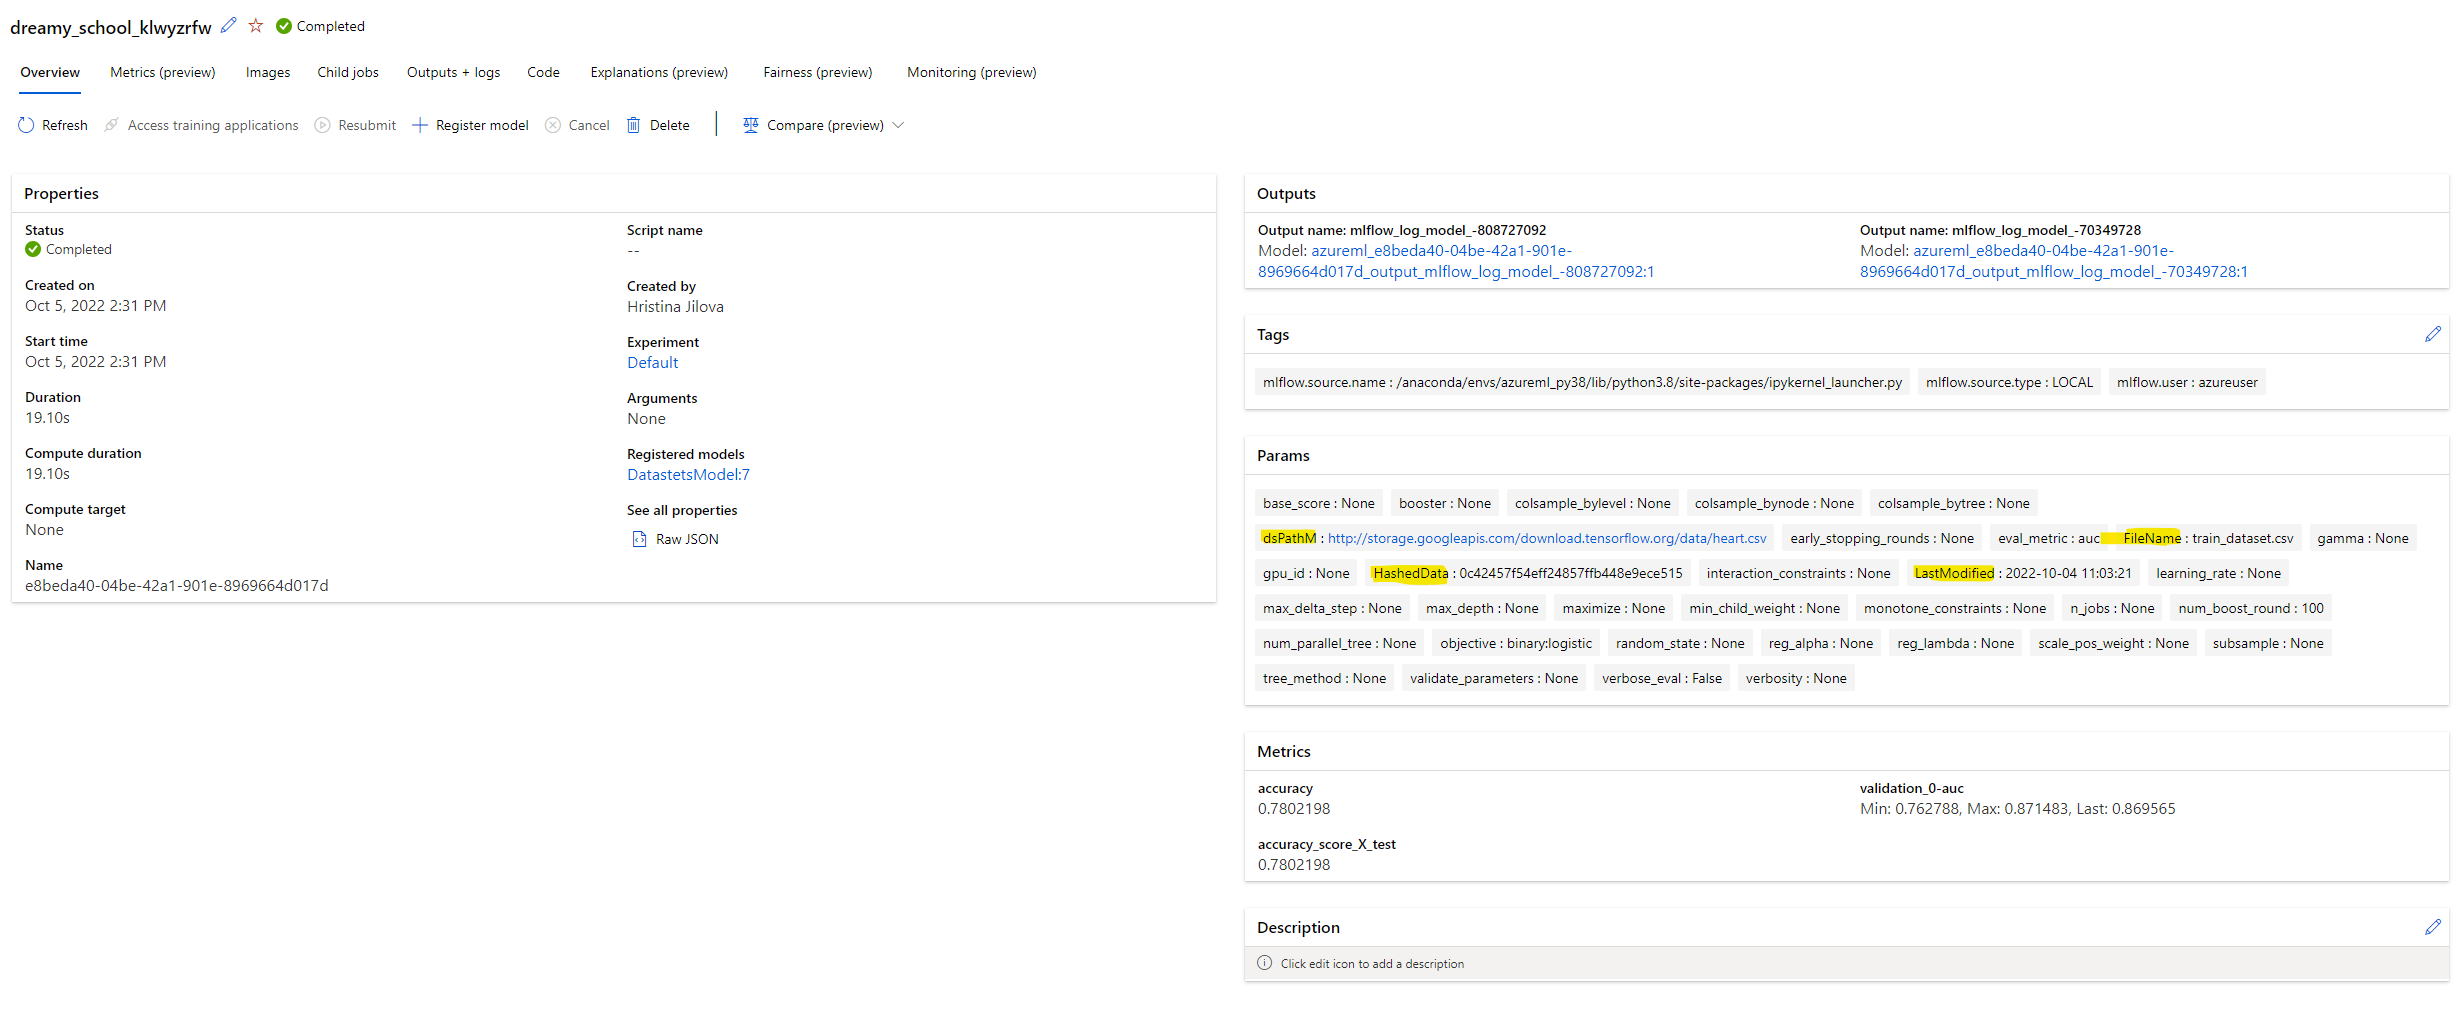 dreamy_school_klwyzrfw Completed
Overview Metrics (preview) Images Child jobs Outputs + logs Code Explanations (preview) Fairness (preview) Monitoring (preview)
Refresh Access training applications Resubmit Register model Cancel Delete Compare (preview)
Properties
Status
Completed
Created on
Oct 5, 2022 2:31 PM
Start time
Oct 5, 2022 2:31 PM
Duration
19.10s
Compute duration
19.10s
Compute target
None
Name
e8beda40-04be-42a1-901e-8969664d017d
Script name
--
Created by
Hristina Jilova
Experiment
Default
Arguments
None
Registered models
DatastetsModel:7
See all properties
Raw JSON
Outputs
Output name: mlflow_log_model_-808727092
Model: azureml_e8beda40-04be-42a1-901e-
8969664d017d_output_mlflow_log_model_-808727092:1
Output name: mlflow_log_model_-70349728
Model: azureml_e8beda40-04be-42a1-901e-
8969664d017d_output_mlflow_log_model_-70349728:1
Tags
mlflow.source.name : /anaconda/envs/azureml_py38/lib/python3.8/site-packages/ipykernel_launcher.py mlflow.source.type : LOCAL mlflow.user : azureuser
Params
base_score : None booster : None colsample_bylevel : None colsample_bynode : None colsample_bytree : None
dsPathM : http://storage.googleapis.com/download.tensorflow.org/data/heart.csv early_stopping_rounds : None eval_metric : auc FileName : train_dataset.csv gamma : None
gpu_id : None HashedData : 0c42457f54eff24857ffb448e9ece515 interaction_constraints : None LastModified : 2022-10-04 11:03:21 learning_rate : None
max_delta_step : None max_depth : None maximize : None min_child_weight : None monotone_constraints : None n_jobs : None num_boost_round : 100
num_parallel_tree : None objective : binary:logistic random_state : None reg_alpha : None reg_lambda : None scale_pos_weight : None subsample : None
tree_method : None validate_parameters : None verbose_eval : False verbosity : None
Metrics
accuracy
0.7802198
validation_0-auc
Min: 0.762788, Max: 0.871483, Last: 0.869565
accuracy_score_X_test
0.7802198
Description
Click edit icon to add a description